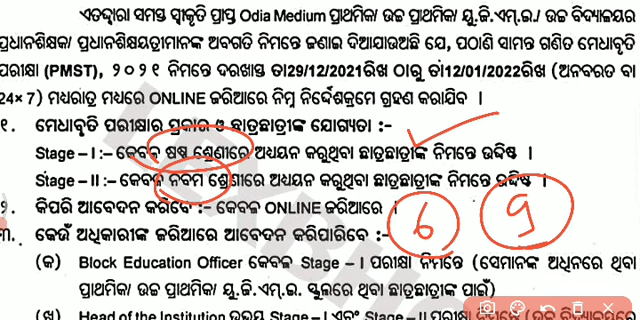 ଏତଦ୍ଦ୍ୱାରା ସମସ୍ତ ସ୍ୱୀକୃତି ପ୍ରାପ୍ତ Odia Medium ପ୍ରାଥମିକ/ ଉଚ୍ଚ ପ୍ରାଥମିକ/ ୟୁ.ଜି.ଏମ୍.ଇ./ ଉଚ୍ଚ ବିଦ୍ୟାଳୟର
ପ୍ରଧାନଶିକ୍ଷକ/ ପ୍ରଧାନଶିକ୍ଷୟତ୍ରୀମାନଙ୍କ ଅବଗତି ନିମନ୍ତେ ଜଣାଇ ଦିଆଯାଉଅଛି ଯେ, ପଠାଣି ସାମନ୍ତ ଗଣିତ ମେଧାବୃତି
ପରୀକ୍ଷା (PMST), ୨୦୨୧ ନିମନ୍ତେ ଦରଖାସ୍ତ ତା29/12/2021ରିଖ ଠାରୁ ତା12/01/2022ରିଖ (ଅନବରତ ବା
24×7) ମଧ୍ୟରାତ୍ର ମଧ୍ୟରେ ONLINE ଜରିଆରେ ନିମ୍ନ ନିର୍ଦ୍ଦେଶକ୍ରମେ ଗ୍ରହଣ କରାଯିବ ।
୧. ମେଧାବୃତି ପରୀକ୍ଷାର ପ୍ରକାର ଓ ଛାତ୍ରଛାତ୍ରୀଙ୍କ ଯୋଗ୍ୟତା :-
Stage – I :- କେବଳ ଷଷ୍ଠ ଶ୍ରେଣୀରେ ଅଧ୍ୟୟନ କରୁଥିବା ଛାତ୍ରଛାତ୍ରୀଙ୍କ ନିମନ୍ତେ ଉଦ୍ଦିଷ୍ଟ ।
Stage – II :- କେବଳ ନବମ ଶ୍ରେଣୀରେ ଅଧ୍ୟୟନ କରୁଥିବା ଛାତ୍ରଛାତ୍ରୀଙ୍କ ନିମନ୍ତେ ଉଦ୍ଦିଷ୍ଟ ।
୨. କିପରି ଆବେଦନ କରିବେ :- କେବଳ ONLINE ଜରିଆରେ ।
6 9
୩. କେଉଁ ଅଧିକାରୀଙ୍କ ଜରିଆରେ ଆବେଦନ କରିପାରିବେ :-
(କ) Block Education Officer କେବଳ Stage – I ପରୀକ୍ଷା ନିମନ୍ତେ (ସେମାନଙ୍କ ଅଧିନରେ ଥିବା
ପ୍ରାଥମିକ/ ଉଚ୍ଚ ପ୍ରାଥମିକ/ ୟୁ.ଜି.ଏମ୍.ଇ. ସ୍କୁଲରେ ଥିବା ଛାତ୍ରଛାତ୍ରୀଙ୍କ ପାଇଁ)
(ଖ) Head of the Institution ଉଭୟ Stage – I ଏବଂ Stage – II ପରୀକ୍ଷା